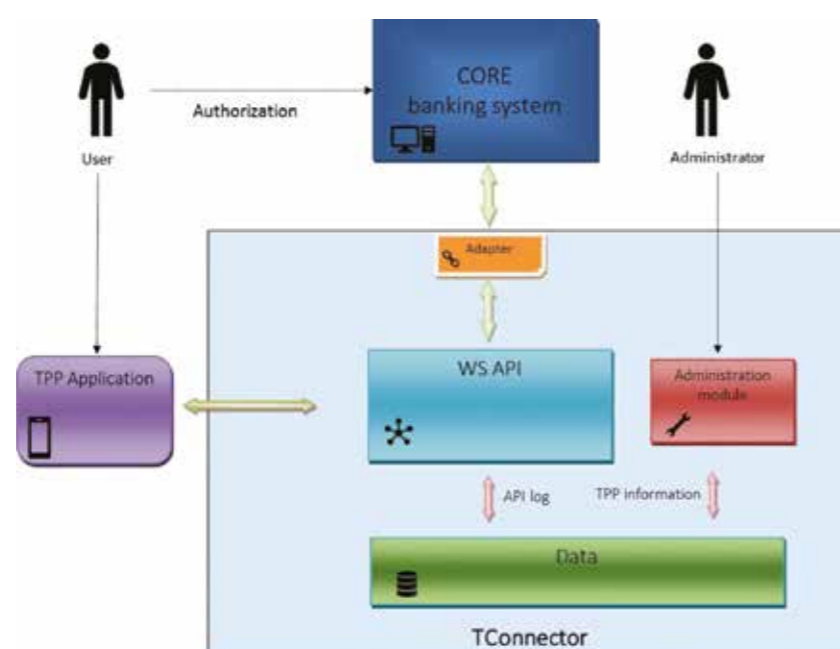 CORE
banking system
Authorization
User
Administrator
Adapter
TPP Application
WS API
Administration
module
API log
TPP information
Data
TConnector